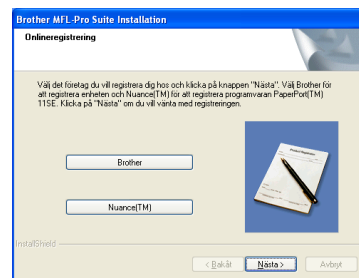 Brother MFL-Pro Suite Installation
Onlineregistrering
Välj det företag du vill registrera dig hos och klicka på knappen "Nästa". Välj Brother för
att registrera enheten och Nuance(TM) för att registrera programvaran PaperPort(TM)
11SE. Klicka på "Nästa" om du vill vänta med registreringen.
Brother
Nuance(TM)
InstallShield
< Bakåt Nästa > Avbryt